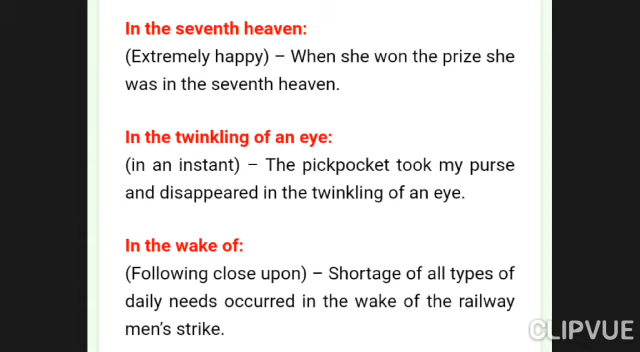 In the seventh heaven:
(Extremely happy) – When she won the prize she
was in the seventh heaven.
In the twinkling of an eye:
(in an instant) – The pickpocket took my purse
and disappeared in the twinkling of an eye.
In the wake of:
(Following close upon) – Shortage of all types of
daily needs occurred in the wake of the railway
men's strike.
CLIPVUE